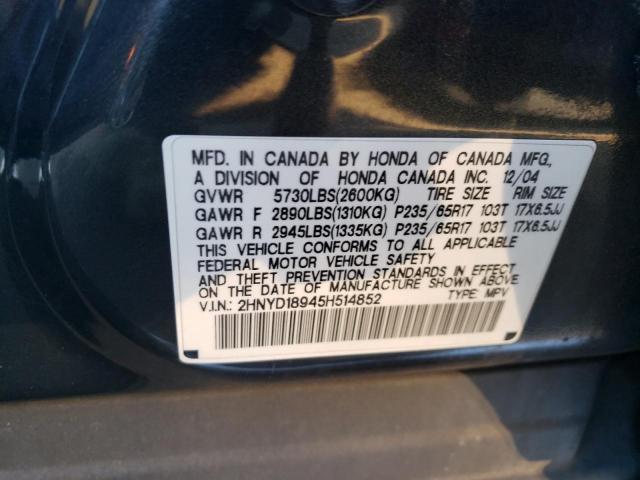 MFD. IN CANADA BY HONDA OF CANADA MFG.,
A DIVISION OF HONDA CANADA INC. 12/04
GVWR 5730LBS(2600KG) TIRE SIZE RIM SIZE
GAWR F 2890LBS(1310KG) P235/65R17 103T 17X6.5JJ
GAWR R 2945LBS(1335KG) P235/65R17 103T 17X6.5JJ
THIS VEHICLE CONFORMS TO ALL APPLICABLE
FEDERAL MOTOR VEHICLE SAFETY
AND THEFT PREVENTION STANDARDS IN EFFECT
ON THE DATE OF MANUFACTURE SHOWN ABOVE.
V.I.N.: 2HNYD18945H514852 TYPE: MPV